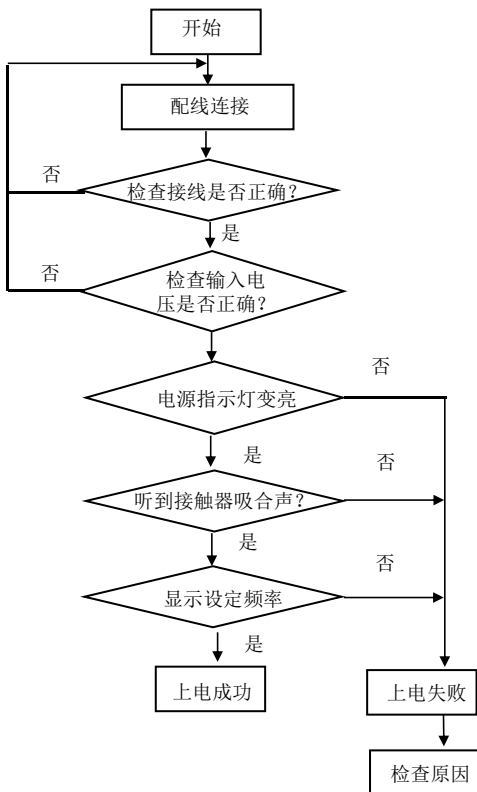 开始
配线连接
否
检查接线是否正确?
是
否
检查输入电
压是否正确?
否
电源指示灯变亮
是
否
听到接触器吸合声?
是
否
显示设定频率
是
上电成功
上电失败
检查原因